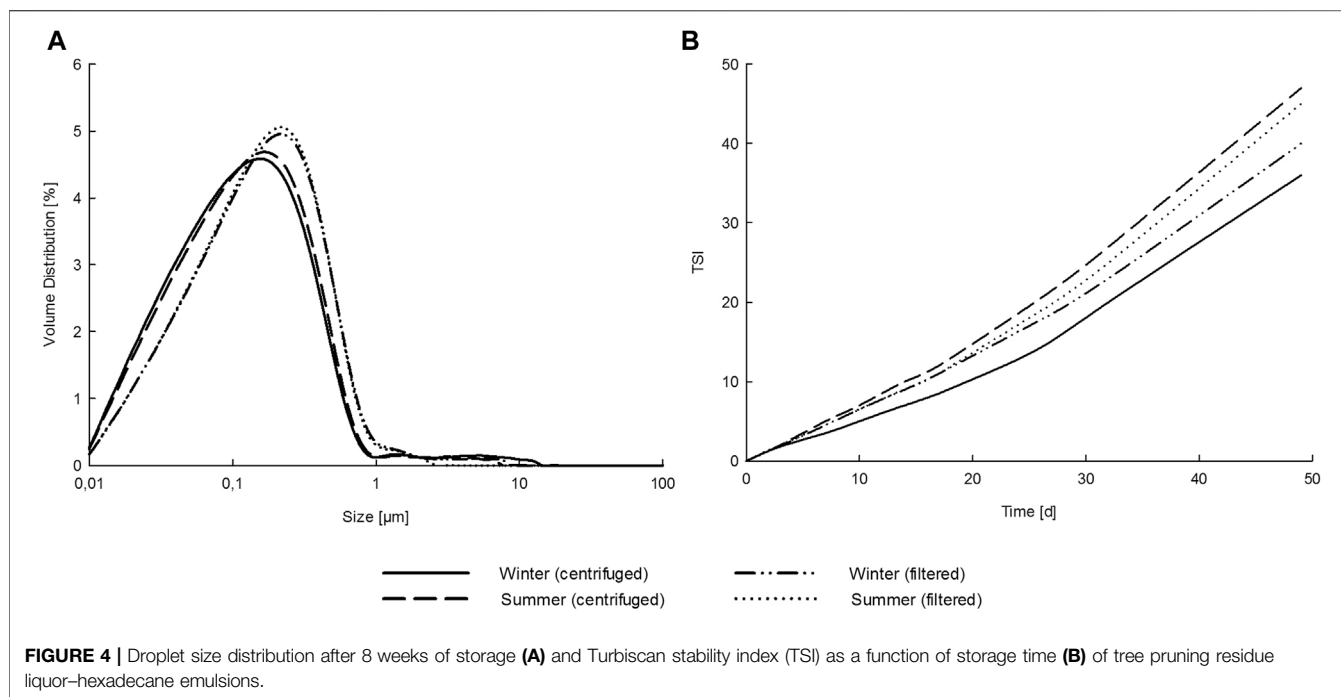 A
B
6
5
4
3
2
1
0
Volume Distribution [%]
0,01
0,1
1
10
100
Size [µm]
50
40
30
20
10
0
TSI
0
10
20
30
40
50
Time [d]
Winter (centrifuged)
Winter (filtered)
Summer (centrifuged)
Summer (filtered)
FIGURE 4 | Droplet size distribution after 8 weeks of storage (A) and Turbiscan stability index (TSI) as a function of storage time (B) of tree pruning residue
liquor–hexadecane emulsions.